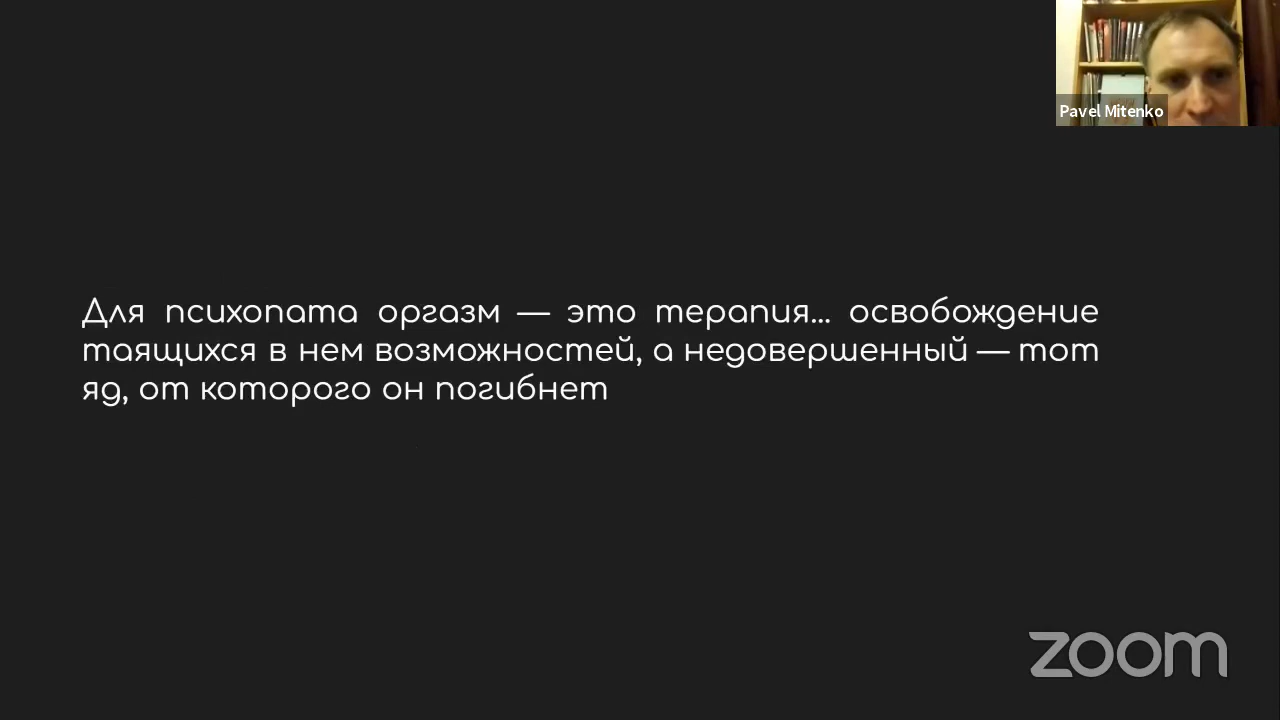 Pavel Mitenko
Для психопата оргазм — это терапия... освобождение
таящихся в нем возможностей, а недовершенный — тот
яд, от которого он погибнет
zoom